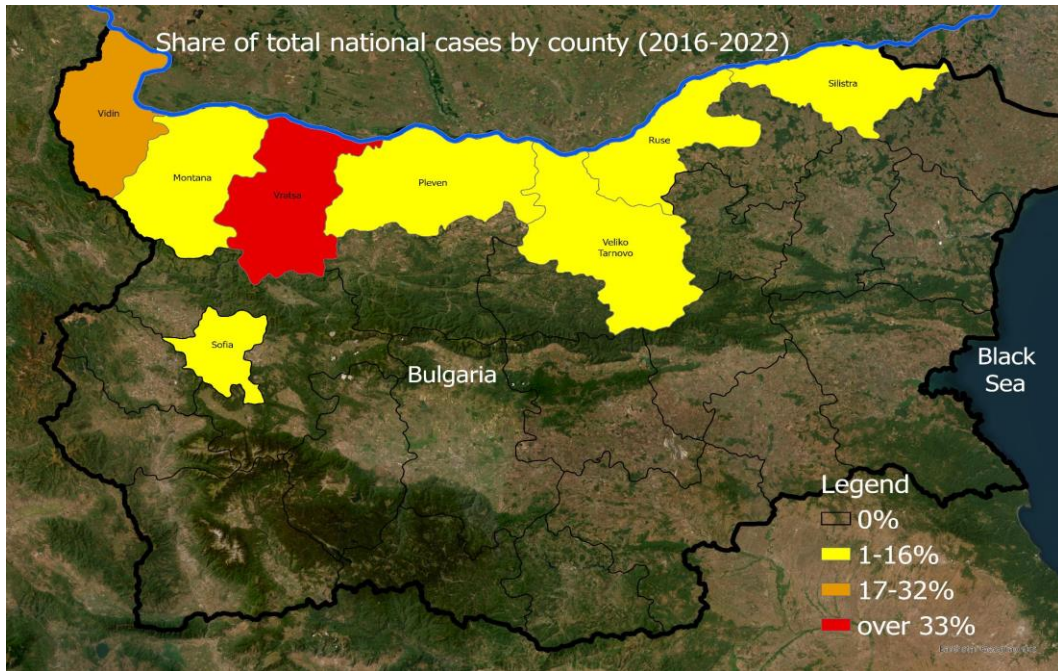 Share of total national cases by county (2016-2022)
Vidin
Silistra
Ruse
Montana
Pleven
Vratsa
Veliko
Tarnovo
Sofia
Bulgaria
Black
Sea
Legend
0%
1-16%
17-32%
over 33%